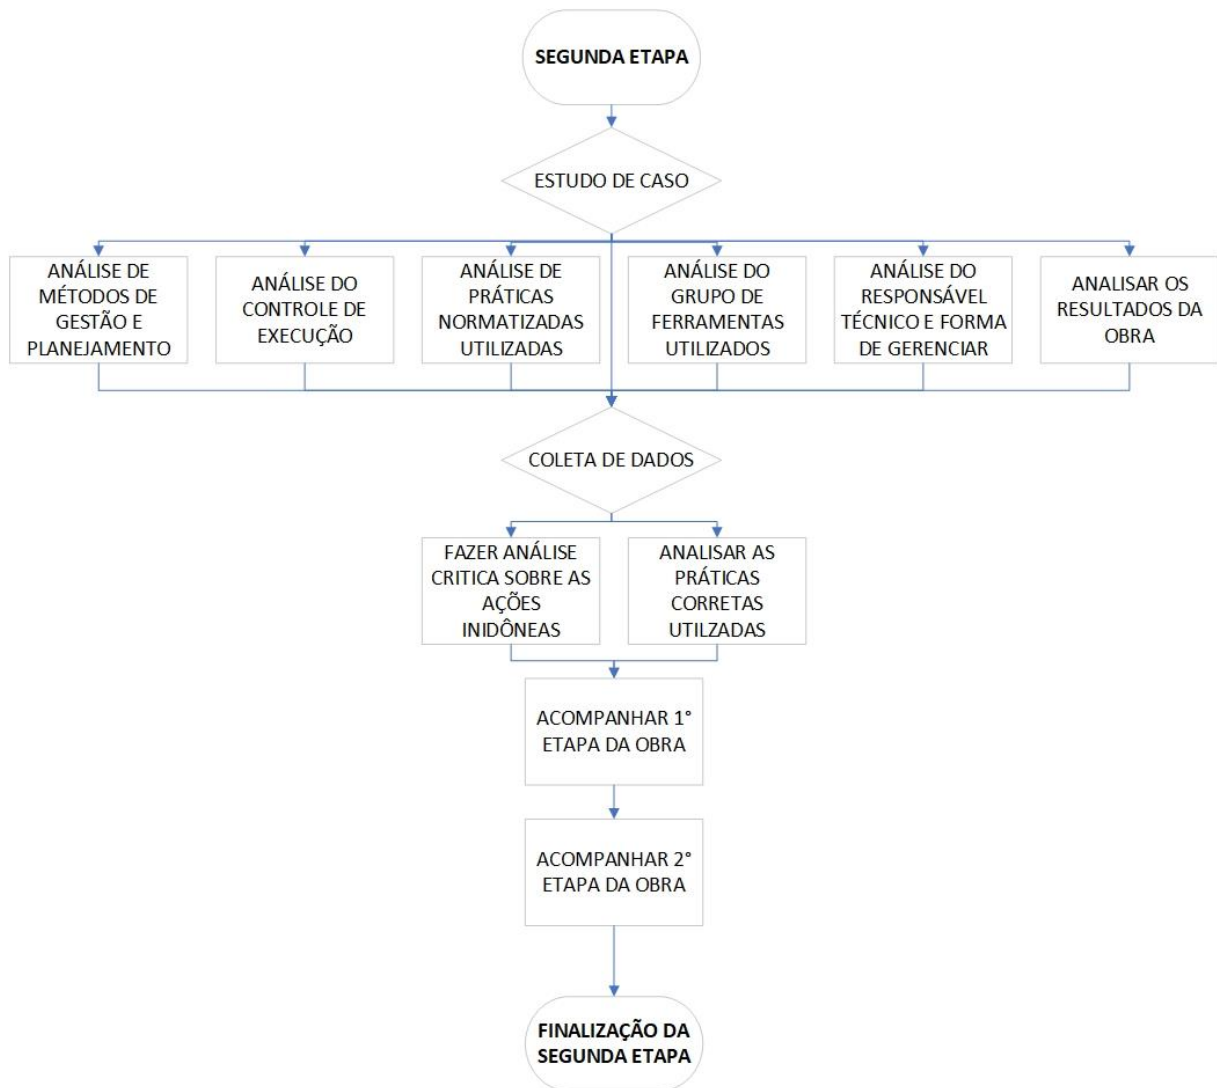 SEGUNDA ETAPA
ESTUDO DE CASO
ANÁLISE DE
MÉTODOS DE
GESTÃO E
PLANEJAMENTO
ANÁLISE DO
CONTROLE DE
EXECUÇÃO
ANÁLISE DE
PRÁTICAS
NORMATIZADAS
UTILIZADAS
ANÁLISE DO
GRUPO DE
FERRAMENTAS
UTILIZADOS
ANÁLISE DO
RESPONSÁVEL
TÉCNICO E FORMA
DE GERENCIAR
ANALISAR OS
RESULTADOS DA
OBRA
COLETA DE DADOS
FAZER ANÁLISE
CRITICA SOBRE AS
AÇÕES
INIDÔNEAS
ANALISAR AS
PRÁTICAS
CORRETAS
UTILZADAS
ACOMPANHAR 1°
ETAPA DA OBRA
ACOMPANHAR 2°
ETAPA DA OBRA
FINALIZAÇÃO DA
SEGUNDA ETAPA